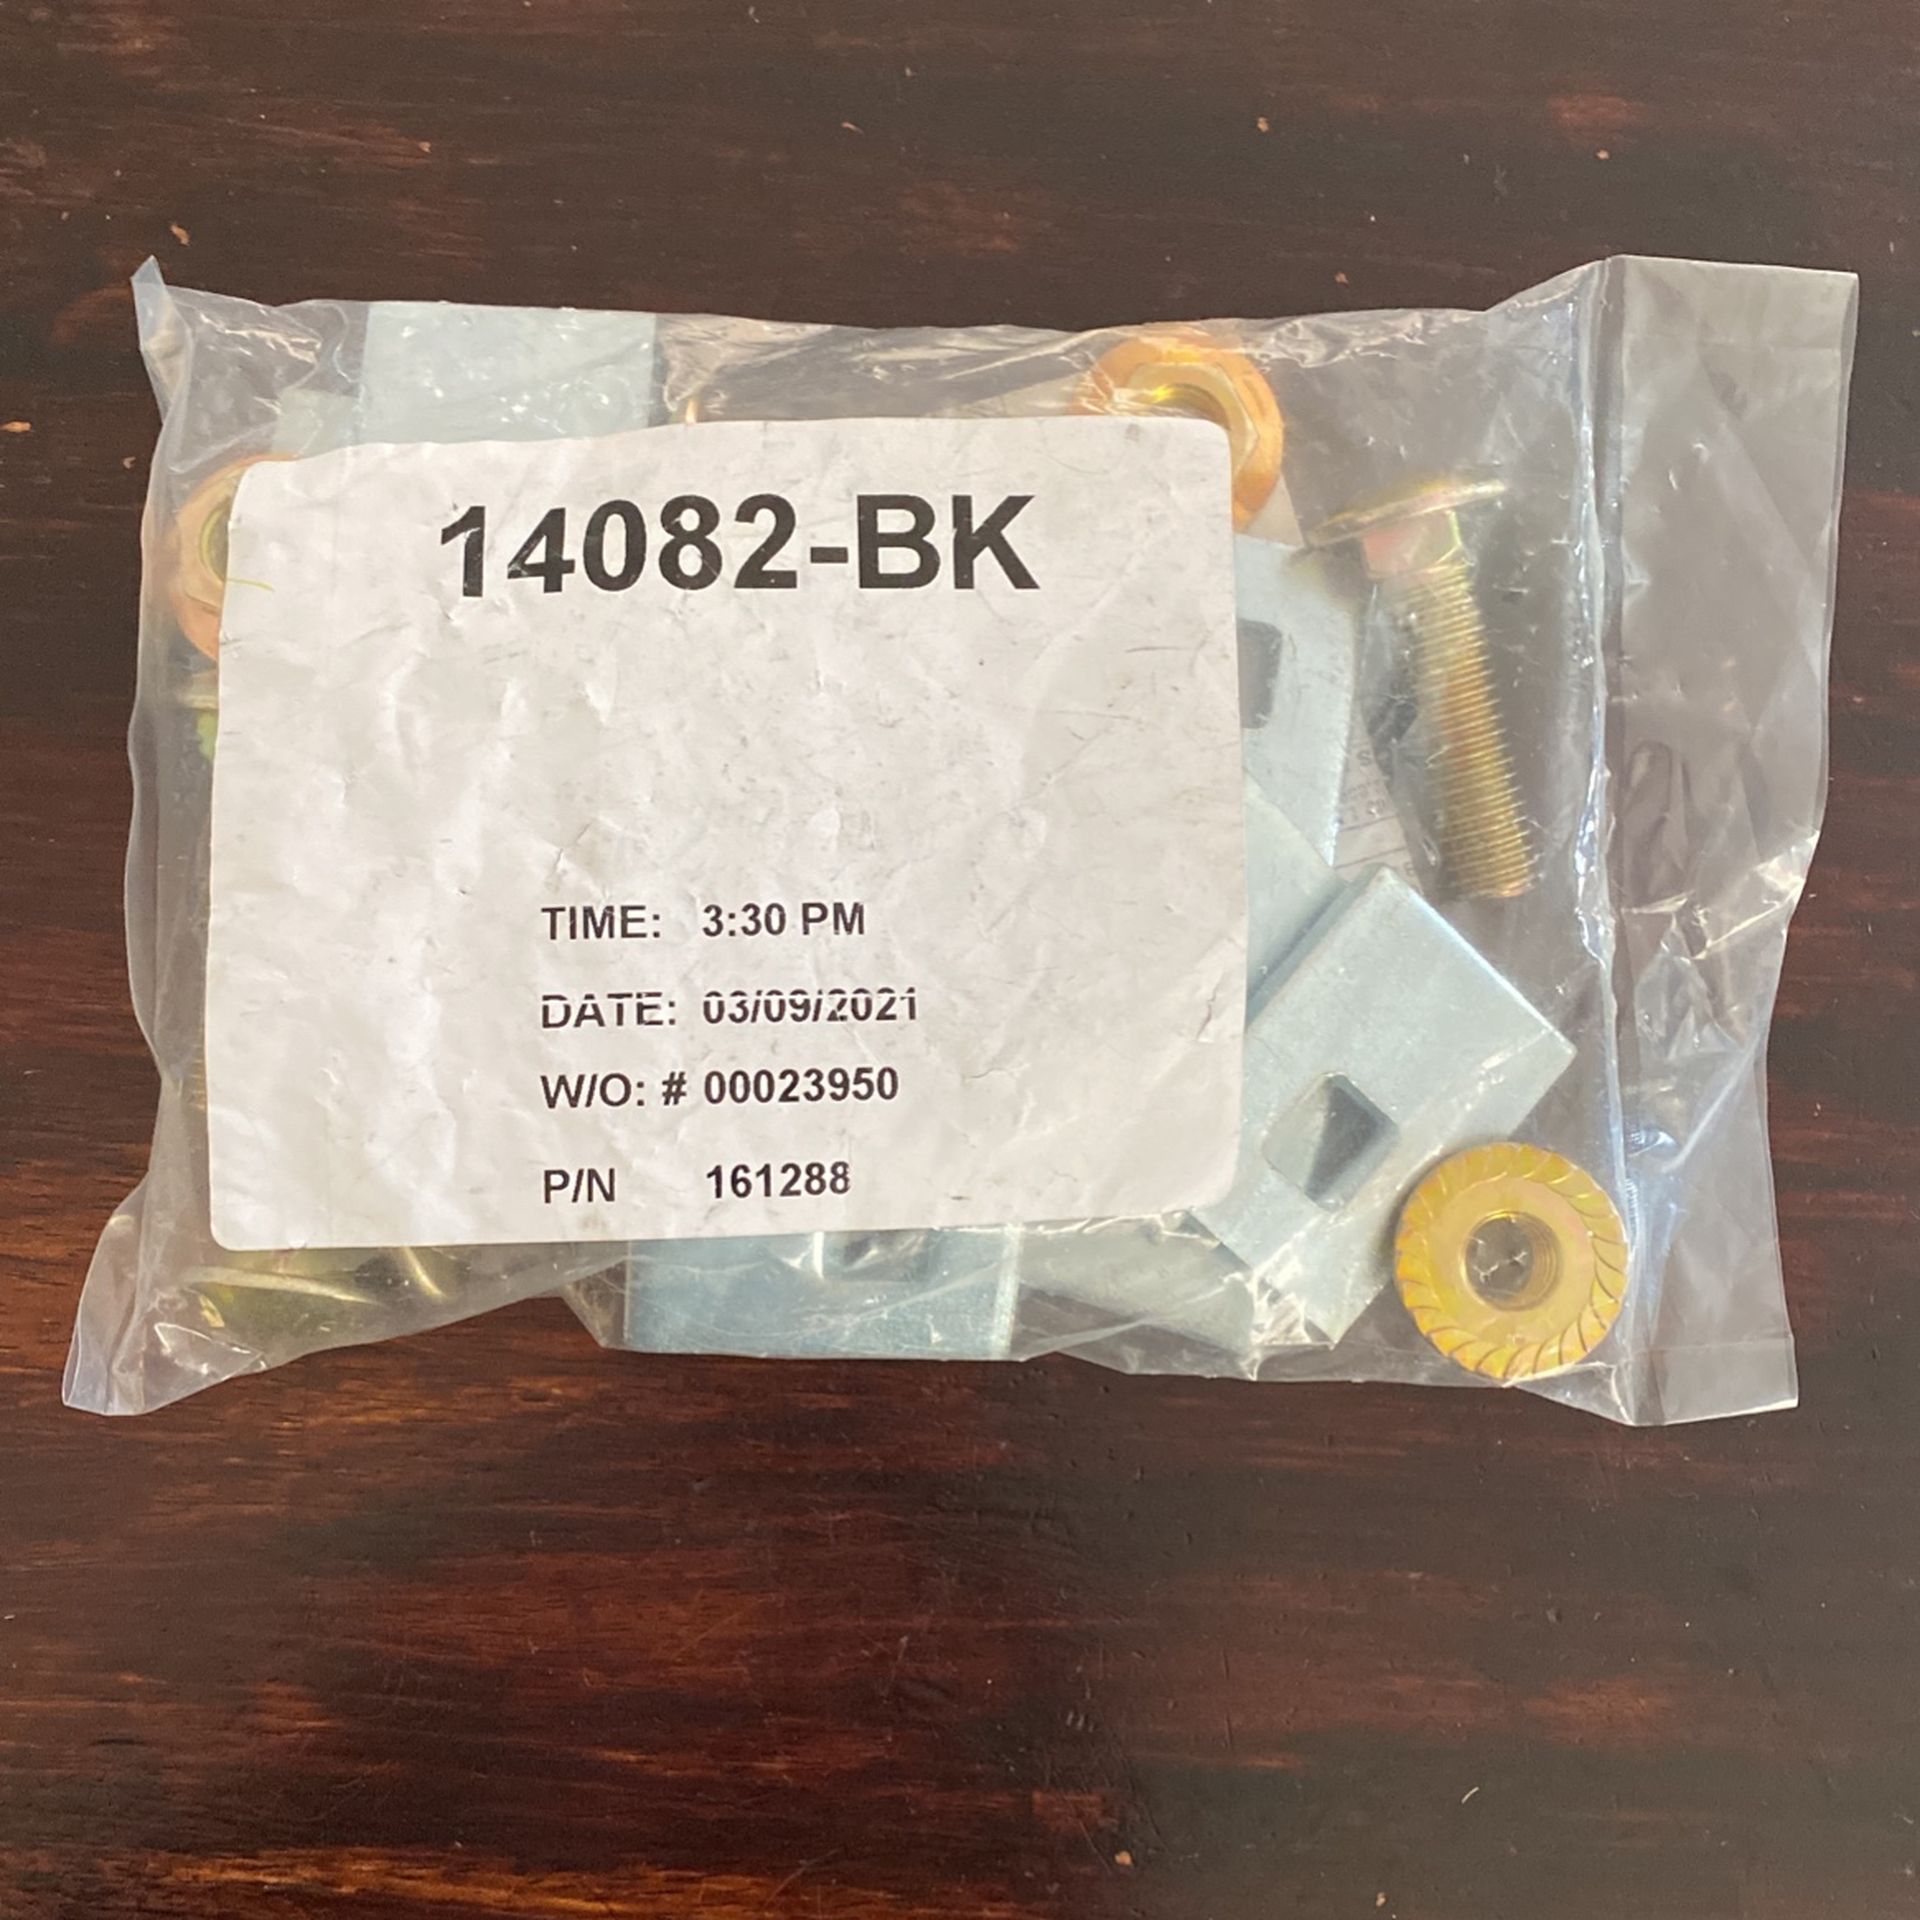 14082-BK
TIME: 3:30 PM
DATE: 03/09/2021
W/O: # 00023950
P/N 161288